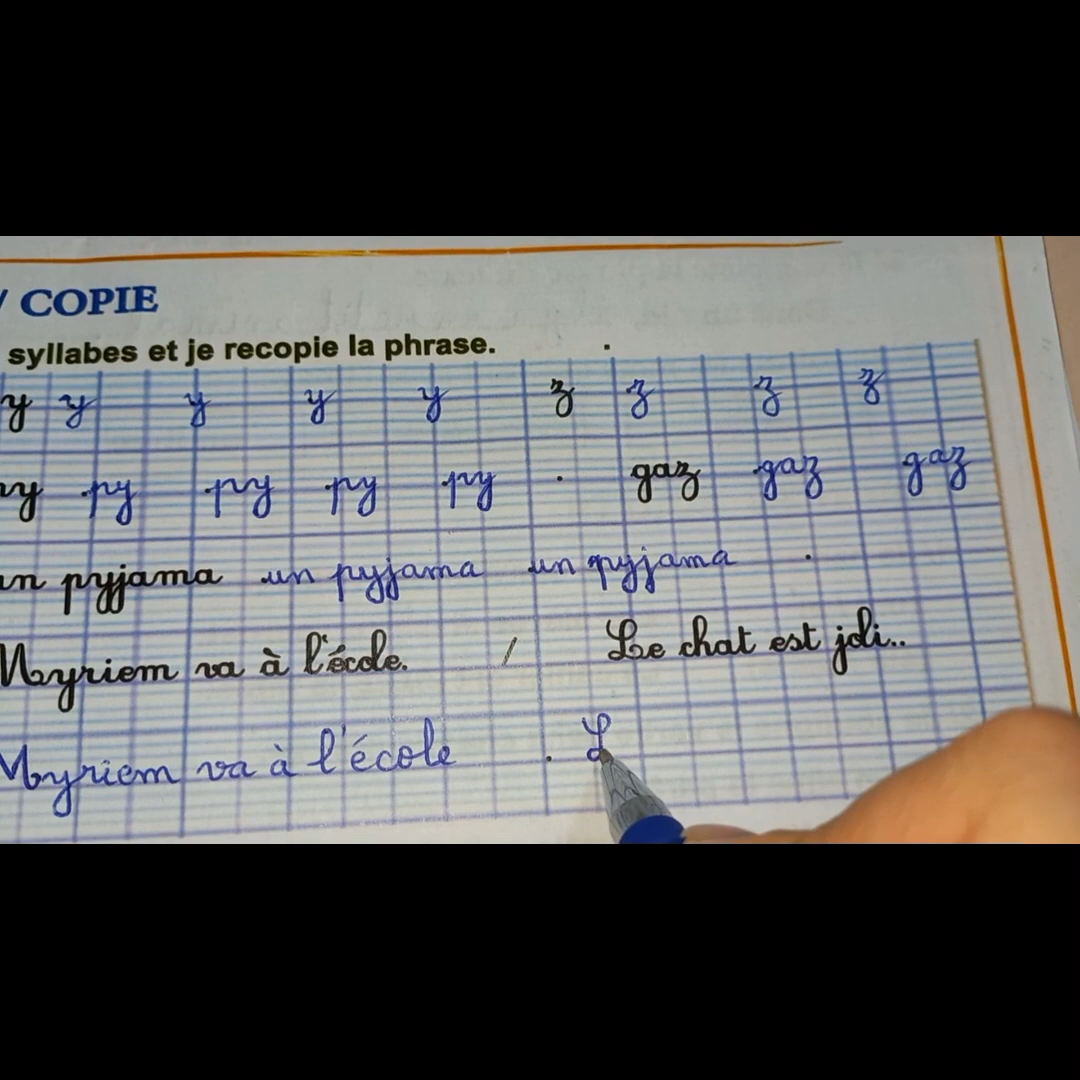 / COPIE
syllabes et je recopie la phrase.
y y y y y z z z z
py py py py py . gaz gaz gaz
un pyjama un pyjama un pyjama .
Myriem va à l'école. / Le chat est joli..
Myriem va à l'école . L